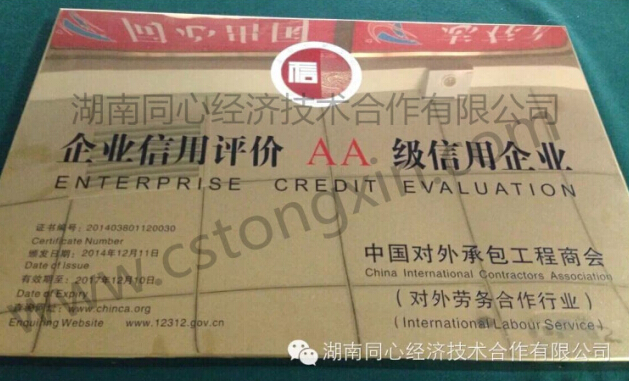 信
湖南同心经济技术合作有限公司
企业信用评价 AA 级信用企业
ENTERPRISE CREDIT EVALUATION
www.cstongxin.com
证书编号:201403801120030
Certificate Number
颁发日期:2014年12月11日
Date of Issue
有效期至:2017年12月10日
Date of Expiry
查询网址:www.chinca.org
Enquiring Website www.12312.gov.cn
中国对外承包工程商会
China International Contractors Association
(对外劳务合作行业)
(International Labour Service)
湖南同心经济技术合作有限公司